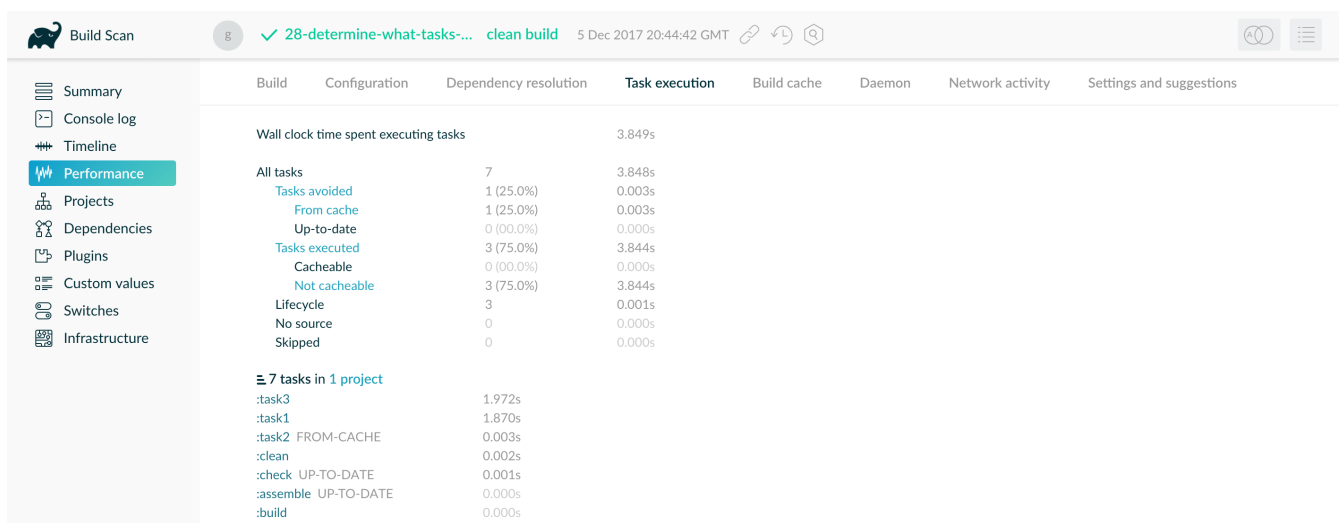 Build Scan
g 28-determine-what-tasks-... clean build 5 Dec 2017 20:44:42 GMT
Summary
Console log
Timeline
Performance
Projects
Dependencies
Plugins
Custom values
Switches
Infrastructure
Build Configuration Dependency resolution Task execution Build cache Daemon Network activity Settings and suggestions
Wall clock time spent executing tasks 3.849s
All tasks 7 3.848s
Tasks avoided 1 (25.0%) 0.003s
From cache 1 (25.0%) 0.003s
Up-to-date 0 (00.0%) 0.000s
Tasks executed 3 (75.0%) 3.844s
Cacheable 0 (00.0%) 0.000s
Not cacheable 3 (75.0%) 3.844s
Lifecycle 3 0.001s
No source 0 0.000s
Skipped 0 0.000s
7 tasks in 1 project
:task3 1.972s
:task1 1.870s
:task2 FROM-CACHE 0.003s
:clean 0.002s
:check UP-TO-DATE 0.001s
:assemble UP-TO-DATE 0.000s
:build 0.000s